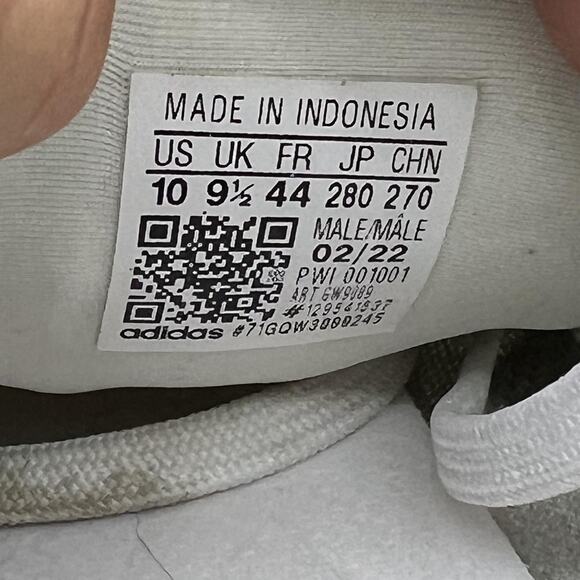 MADE IN INDONESIA
US UK FR JP CHN
10 9½ 44 280 270
MALE/MÂLE
02/22
PWI 001001
ART GW9089
#129541837
adidas #71GQW3000245